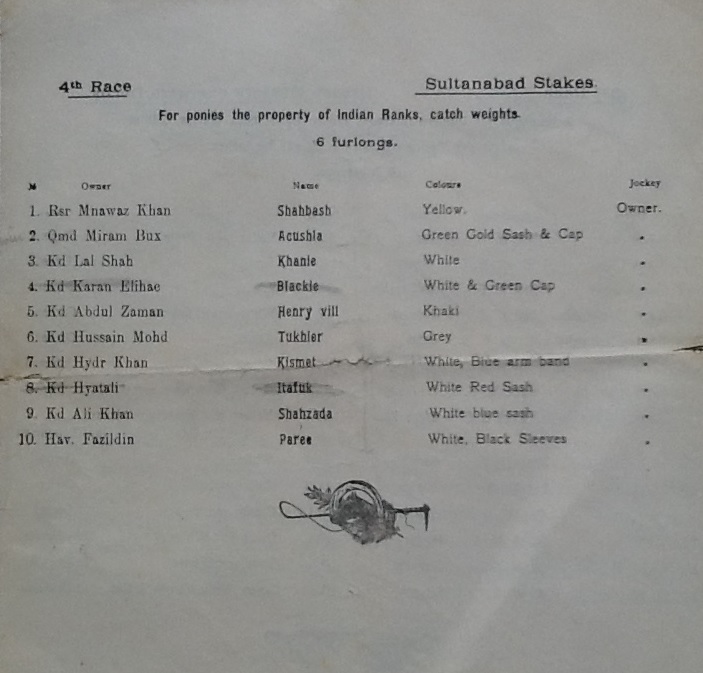 4th Race Sultanabad Stakes.
For ponies the property of Indian Ranks, catch weights.
6 furlongs.
№ Owner Name Colours Jockey
1. Rsr Mnawaz Khan Shahbash Yellow. Owner.
2. Qmd Miram Bux Acushla Green Gold Sash & Cap "
3. Kd Lal Shah Khanie White "
4. Kd Karan Elihae Blackie White & Green Cap "
5. Kd Abdul Zaman Henry vill Khaki "
6. Kd Hussain Mohd Tukhler Grey "
7. Kd Hydr Khan Kismet White, Blue arm band "
8. Kd Hyatali Itafuk White Red Sash "
9. Kd Ali Khan Shahzada White blue sash "
10. Hav. Fazildin Paree White, Black Sleeves "